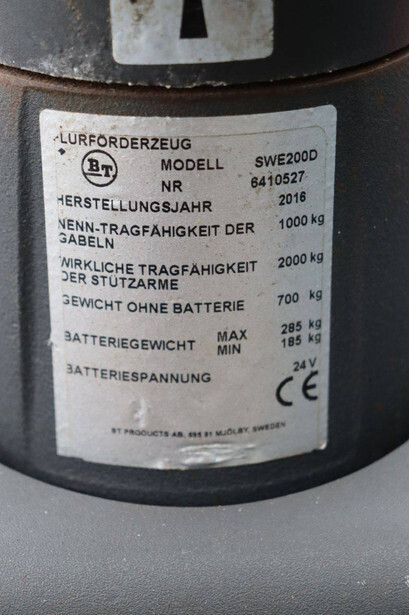 FLURFÖRDERZEUG
BT MODELL SWE200D
NR 6410527
HERSTELLUNGSJAHR 2016
NENN-TRAGFÄHIGKEIT DER 1000 kg
GABELN
WIRKLICHE TRAGFÄHIGKEIT 2000 kg
DER STÜTZARME
GEWICHT OHNE BATTERIE 700 kg
BATTERIEGEWICHT MAX 285 kg
MIN 185 kg
BATTERIESPANNUNG 24 V
CE
BT PRODUCTS AB, 595 81 MJÖLBY, SWEDEN